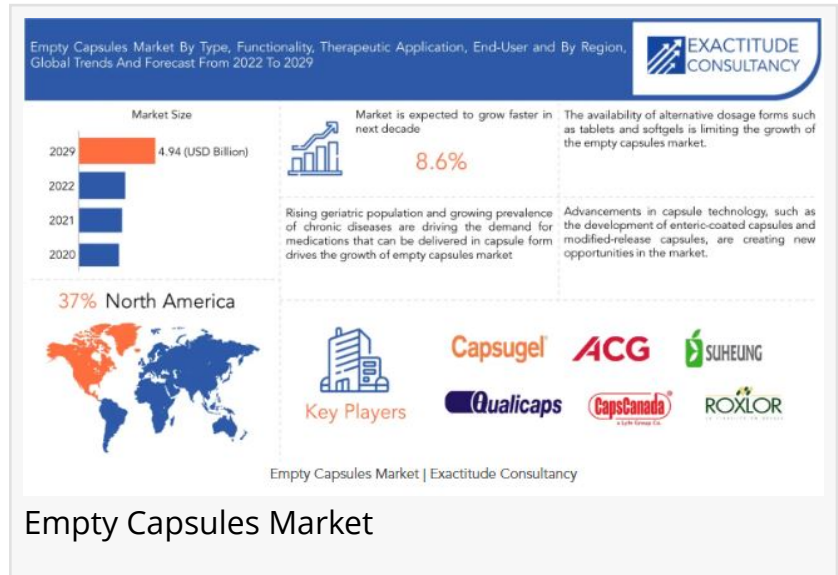 Empty Capsules Market By Type, Functionality, Therapeutic Application, End-User and By Region,
Global Trends And Forecast From 2022 To 2029
EXACTITUDE
CONSULTANCY
Market Size
2029
4.94 (USD Billion)
2022
2021
2020
Market is expected to grow faster in
next decade
8.6%
The availability of alternative dosage forms such
as tablets and softgels is limiting the growth of
the empty capsules market.
Rising geriatric population and growing prevalence
of chronic diseases are driving the demand for
medications that can be delivered in capsule form
drives the growth of empty capsules market
Advancements in capsule technology, such as
the development of enteric-coated capsules and
modified-release capsules, are creating new
opportunities in the market.
37% North America
Key Players
Capsugel
ACG
SUHEUNG
Qualicaps
CapsCanada®
a Lyfe Group Co.
ROXLOR
Empty Capsules Market | Exactitude Consultancy
Empty Capsules Market